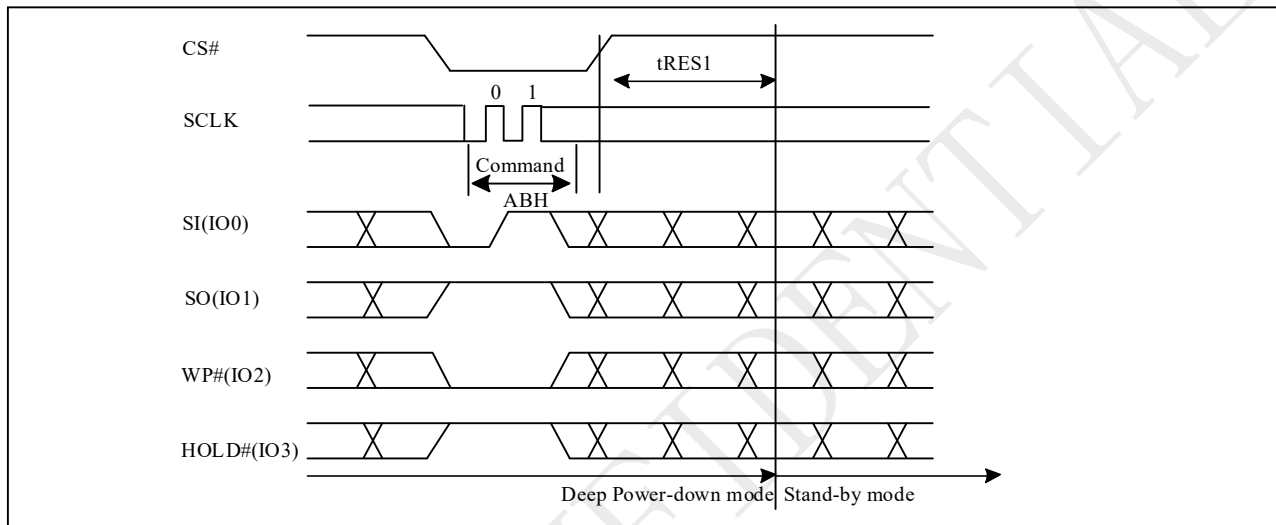 CS#
tRES1
0 1
SCLK
Command
ABH
SI(IO0)
SO(IO1)
WP#(IO2)
HOLD#(IO3)
Deep Power-down mode Stand-by mode
IDENTIAL